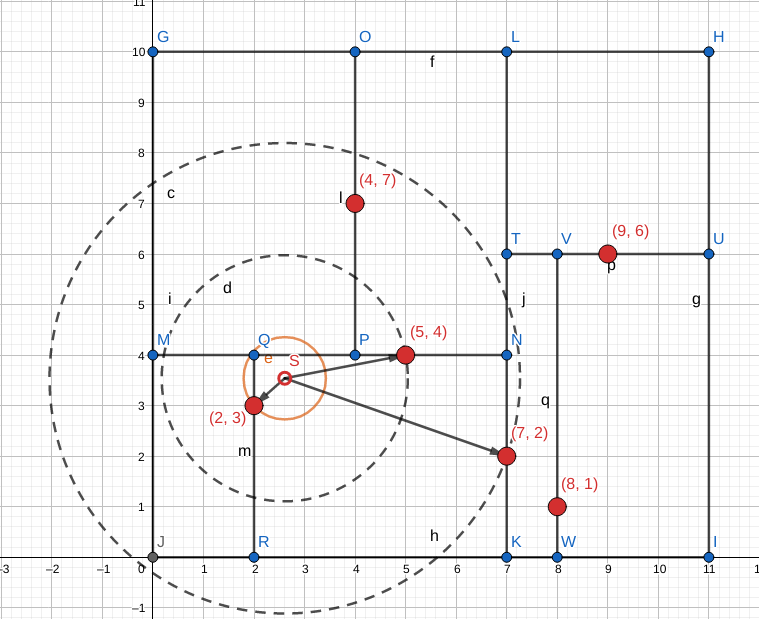 11
G O L H
10
f
9
8
(4, 7)
c
7
l
(9, 6)
T V U
6
p
d i j g
5
(5, 4)
M Q P N
4
e S
q
3
(2, 3)
(7, 2)
m
2
(8, 1)
1
h
J R K W I
-3 -2 -1 0 1 2 3 4 5 6 7 8 9 10 11 1
-1